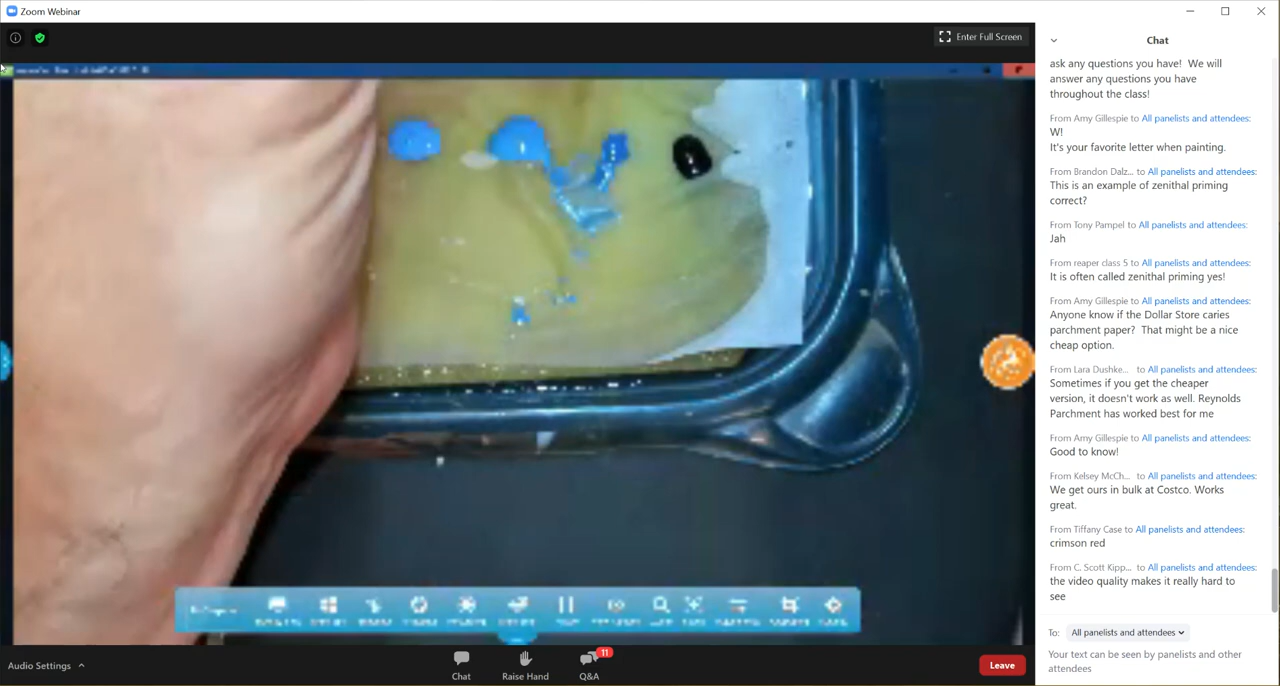 Zoom Webinar
Enter Full Screen
Chat
ask any questions you have! We will
answer any questions you have
throughout the class!
From Amy Gillespie to All panelists and attendees:
W!
It's your favorite letter when painting.
From Brandon Dalz... to All panelists and attendees:
This is an example of zenithal priming
correct?
From Tony Pampel to All panelists and attendees:
Jah
From reaper class 5 to All panelists and attendees:
It is often called zenithal priming yes!
From Amy Gillespie to All panelists and attendees:
Anyone know if the Dollar Store caries
parchment paper? That might be a nice
cheap option.
From Lara Dushke... to All panelists and attendees:
Sometimes if you get the cheaper
version, it doesn't work as well. Reynolds
Parchment has worked best for me
From Amy Gillespie to All panelists and attendees:
Good to know!
From Kelsey McCh... to All panelists and attendees:
We get ours in bulk at Costco. Works
great.
From Tiffany Case to All panelists and attendees:
crimson red
From C. Scott Kipp... to All panelists and attendees:
the video quality makes it really hard to
see
To: All panelists and attendees
Your text can be seen by panelists and other
attendees
Audio Settings
Chat
Raise Hand
11
Q&A
Leave